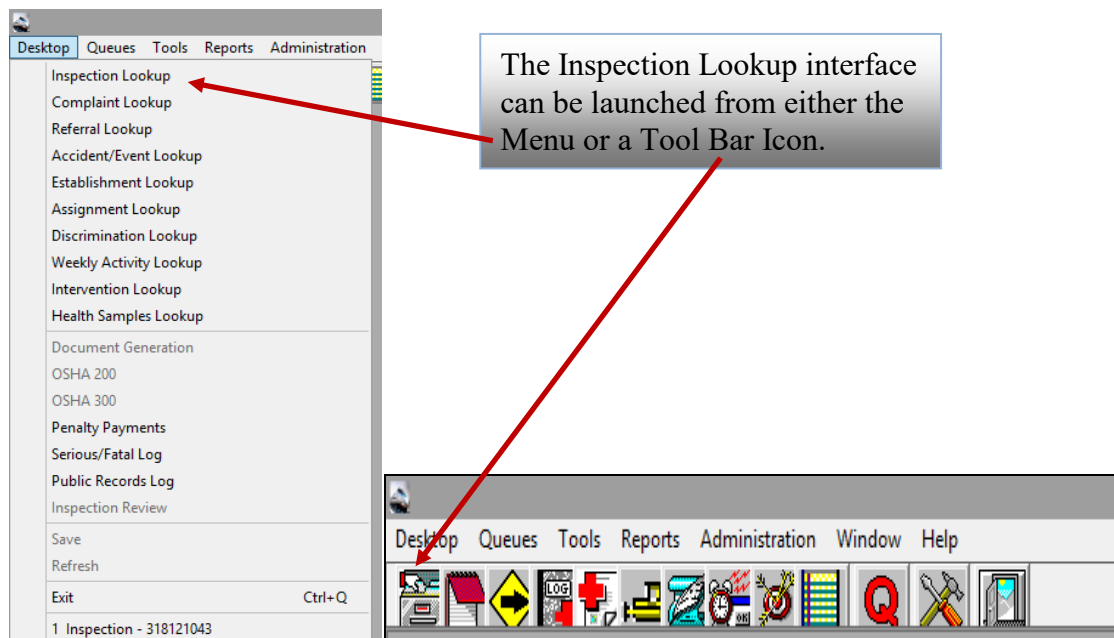 Desktop Queues Tools Reports Administration
Inspection Lookup
Complaint Lookup
Referral Lookup
Accident/Event Lookup
Establishment Lookup
Assignment Lookup
Discrimination Lookup
Weekly Activity Lookup
Intervention Lookup
Health Samples Lookup
Document Generation
OSHA 200
OSHA 300
Penalty Payments
Serious/Fatal Log
Public Records Log
Inspection Review
Save
Refresh
Exit Ctrl+Q
1 Inspection - 318121043
The Inspection Lookup interface
can be launched from either the
Menu or a Tool Bar Icon.
Desktop Queues Tools Reports Administration Window Help
LOG
OK
Q